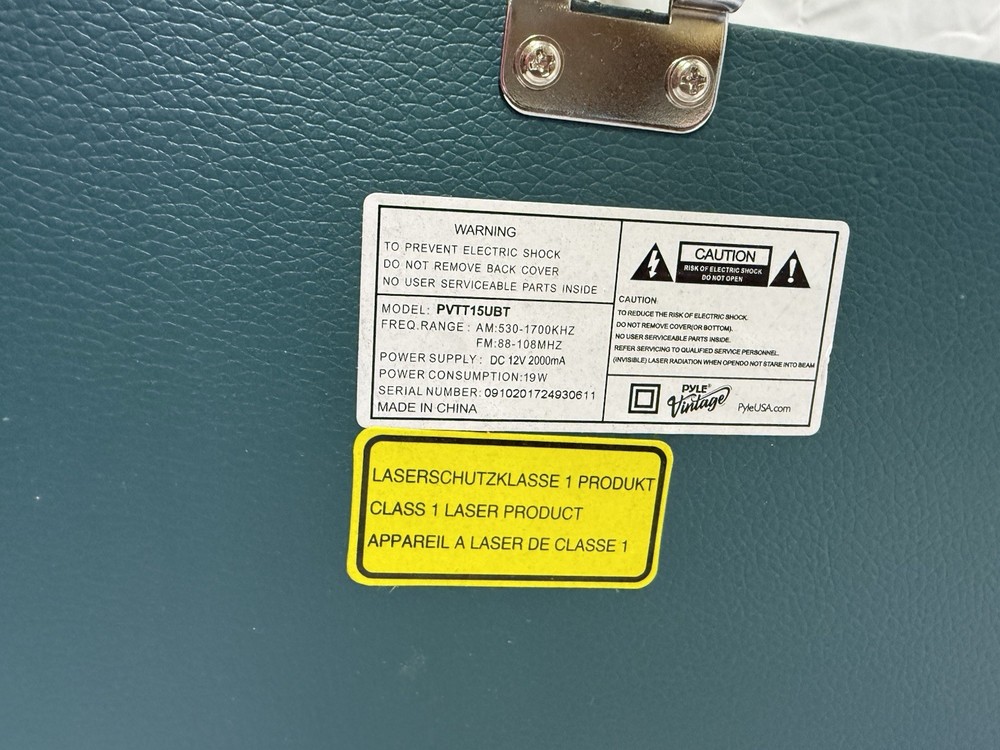 WARNING
TO PREVENT ELECTRIC SHOCK
DO NOT REMOVE BACK COVER
NO USER SERVICEABLE PARTS INSIDE
MODEL: PVTT15UBT
FREQ.RANGE: AM:530-1700KHZ
FM:88-108MHZ
POWER SUPPLY: DC 12V 2000mA
POWER CONSUMPTION:19W
SERIAL NUMBER: 0910201724930611
MADE IN CHINA
CAUTION
RISK OF ELECTRIC SHOCK
DO NOT OPEN
CAUTION:
TO REDUCE THE RISK OF ELECTRIC SHOCK.
DO NOT REMOVE COVER(OR BOTTOM).
NO USER SERVICEABLE PARTS INSIDE.
REFER SERVICING TO QUALIFIED SERVICE PERSONNEL.
(INVISIBLE) LASER RADIATION WHEN OPENDO NOT STARE INTO BEAM
PYLE®
Vintage
PyleUSA.com
LASERSCHUTZKLASSE 1 PRODUKT
CLASS 1 LASER PRODUCT
APPAREIL A LASER DE CLASSE 1